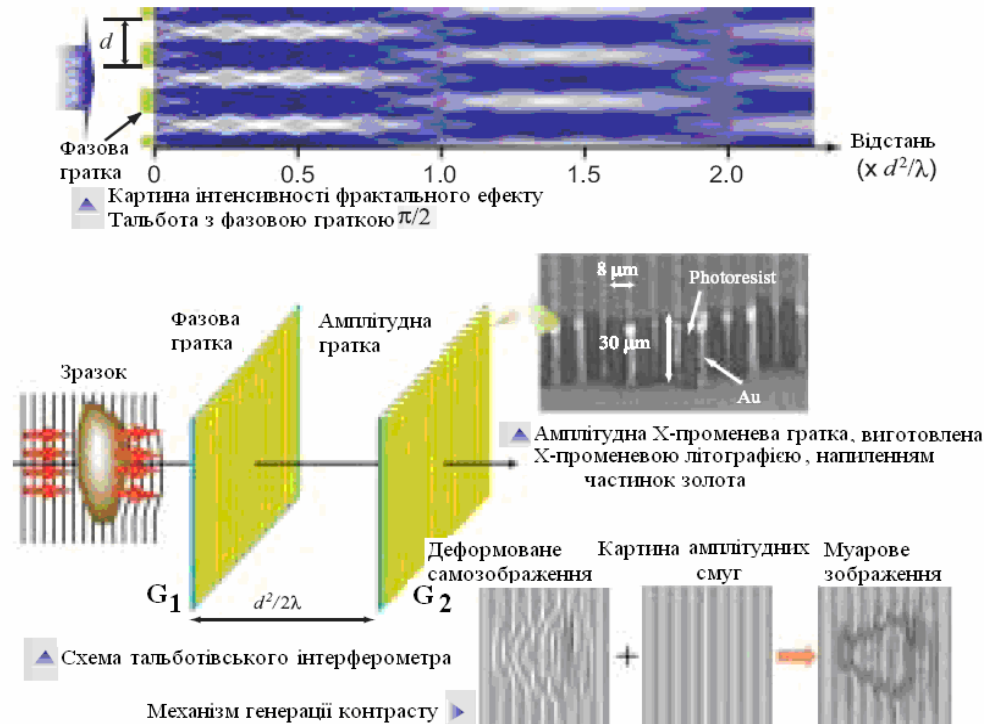 d
Фазова
гратка
0 0.5 1.0 1.5 2.0
Відстань
(x d²/λ)
Картина інтенсивності фрактального ефекту
Тальбота з фазовою граткою π/2
8 µm
Photoresist
30 µm
Au
Фазова
гратка
Амплітудна
гратка
Зразок
Амплітудна Х-променева гратка, виготовлена
Х-променевою літографією, напиленням
частинок золота
G1
d²/2λ
G2
Деформоване
самозображення
Картина амплітудних
смуг
Муарове
зображення
+
Схема тальботівського інтерферометра
Механізм генерації контрасту